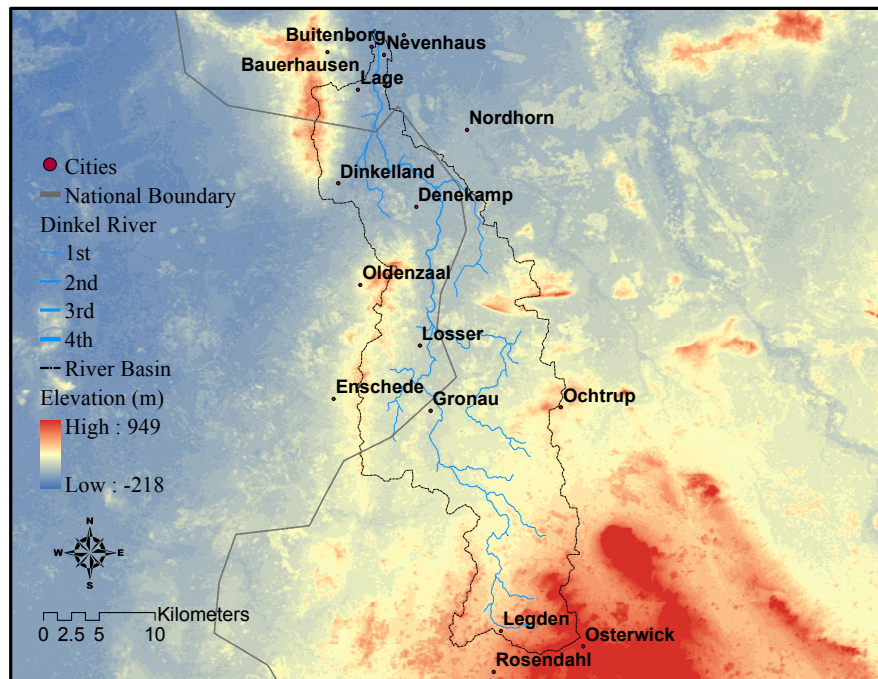 Buitenborg
Nevenhaus
Bauerhausen
Lage
Nordhorn
Cities
Dinkelland
National Boundary
Denekamp
Dinkel River
1st
2nd
Oldenzaal
3rd
4th
Losser
River Basin
Enschede
Elevation (m)
Gronau
Ochtrup
High : 949
Low : -218
N
W E
S
Kilometers
0 2.5 5 10
Legden
Osterwick
Rosendahl